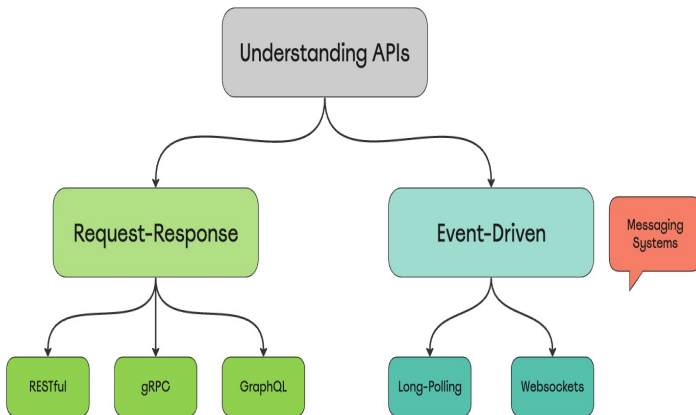 Understanding APIs
Request-Response
Event-Driven
Messaging
Systems
RESTful
gRPC
GraphQL
Long-Polling
Websockets